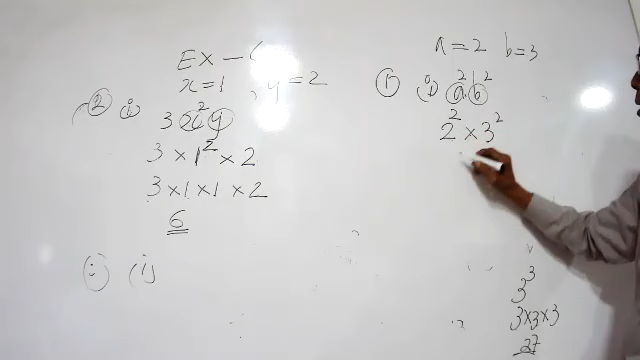 Ex –
x = 1, y = 2
② (i) 3x²y
3 × 1² × 2
3 × 1 × 1 × 2
6
(i)
a = 2 b = 3
① (i) a²b²
2² × 3²
3³
3×3×3
27